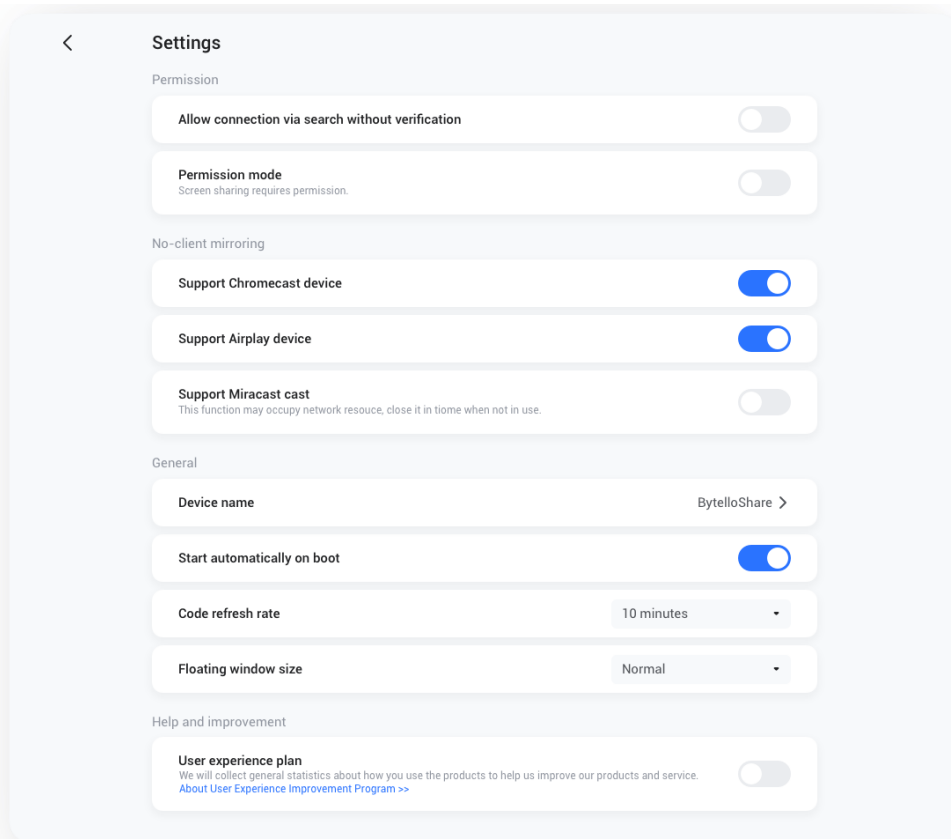 Settings
Permission
Allow connection via search without verification
Permission mode
Screen sharing requires permission.
No-client mirroring
Support Chromecast device
Support Airplay device
Support Miracast cast
This function may occupy network resouce, close it in tiome when not in use.
General
Device name BytelloShare
Start automatically on boot
Code refresh rate 10 minutes
Floating window size Normal
Help and improvement
User experience plan
We will collect general statistics about how you use the products to help us improve our products and service.
About User Experience Improvement Program >>